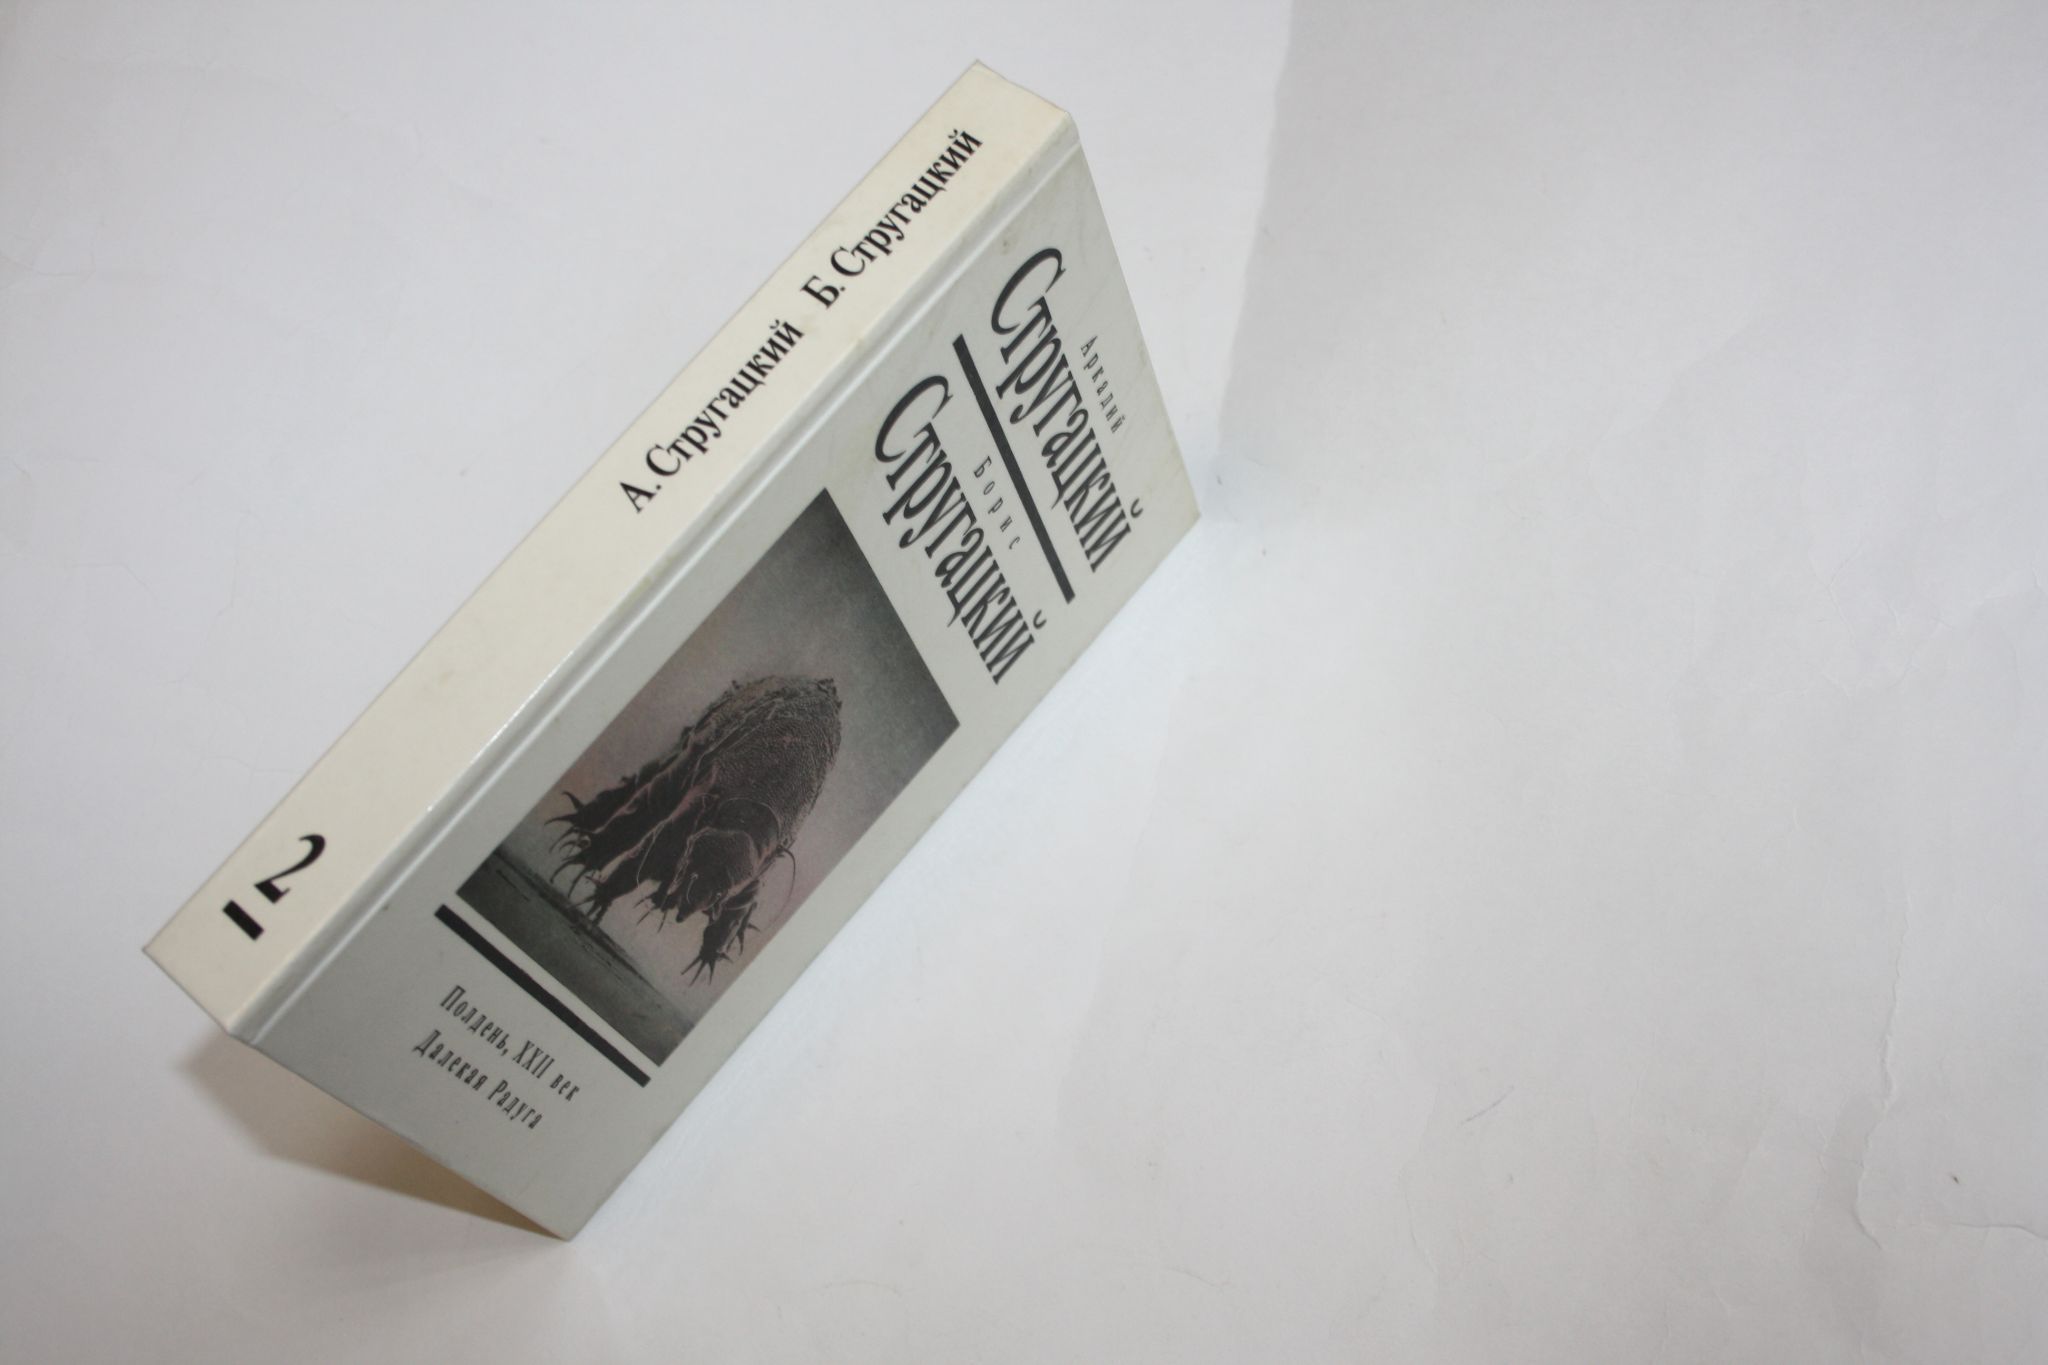 А. Стругацкий Б. Стругацкий
2
Аркадий
Стругацкий
Борис
Стругацкий
Полдень, XXII век
Далекая Радуга